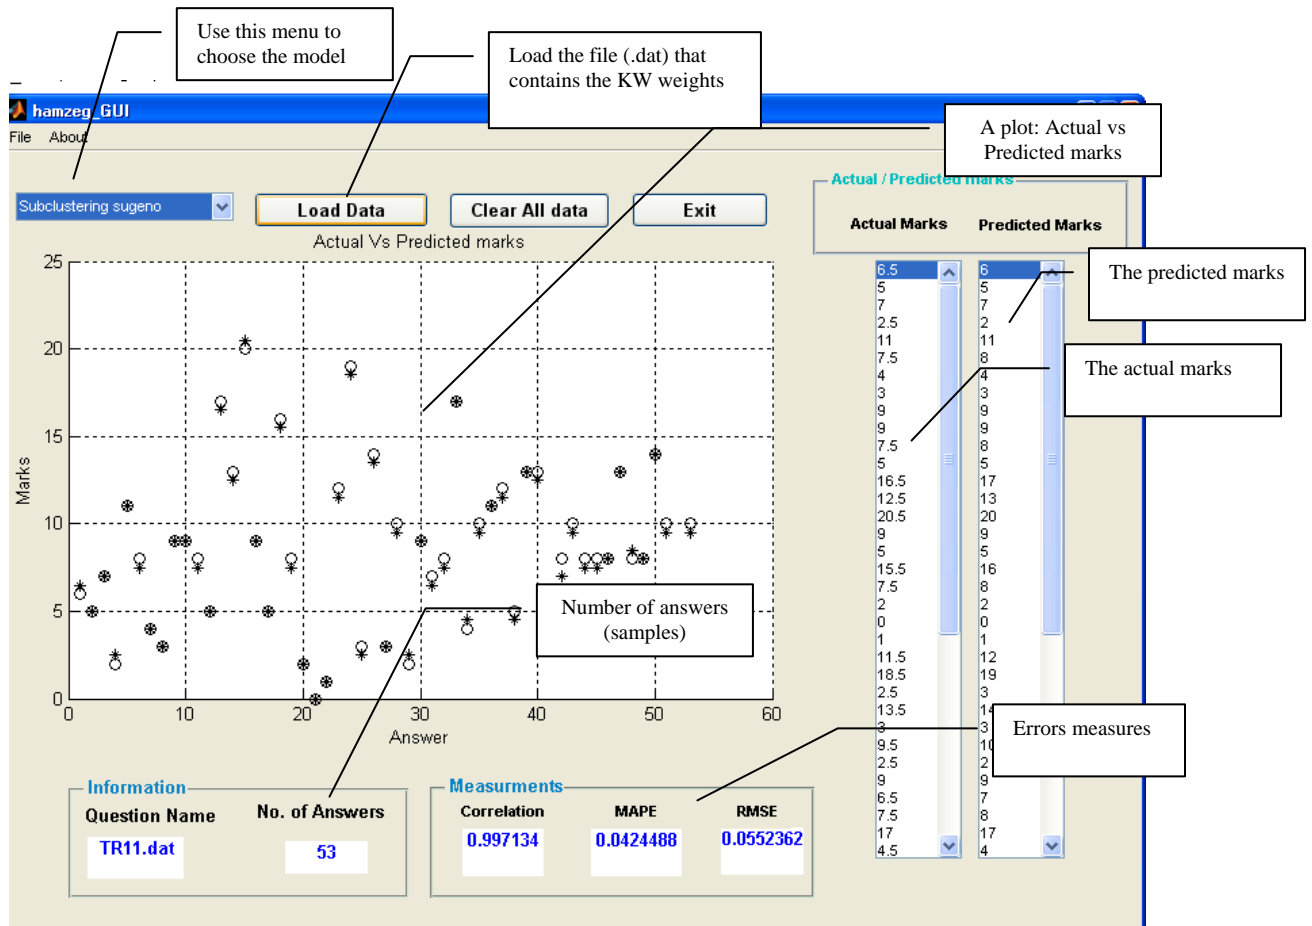 Use this menu to
choose the model
Load the file (.dat) that
contains the KW weights
A plot: Actual vs
Predicted marks
hamzeg_GUI
File About
Subclustering sugeno
Load Data
Clear All data
Exit
Actual / Predicted marks
Actual Marks Predicted Marks
Actual Vs Predicted marks
25
20
15
10
5
0
Marks
0 10 20 30 40 50 60
Answer
6.5 6
5 5
7 7
2.5 2
11 11
7.5 8
4 4
3 3
9 9
9 9
7.5 8
5 5
16.5 17
12.5 13
20.5 20
9 9
5 5
15.5 16
7.5 8
2 2
0 0
1 1
11.5 12
18.5 19
2.5 3
13.5 14
3 3
9.5 10
2.5 2
9 9
6.5 7
7.5 8
17 17
4.5 4
The predicted marks
The actual marks
Number of answers
(samples)
Errors measures
Information
Question Name No. of Answers
TR11.dat 53
Measurments
Correlation MAPE RMSE
0.997134 0.0424488 0.0552362